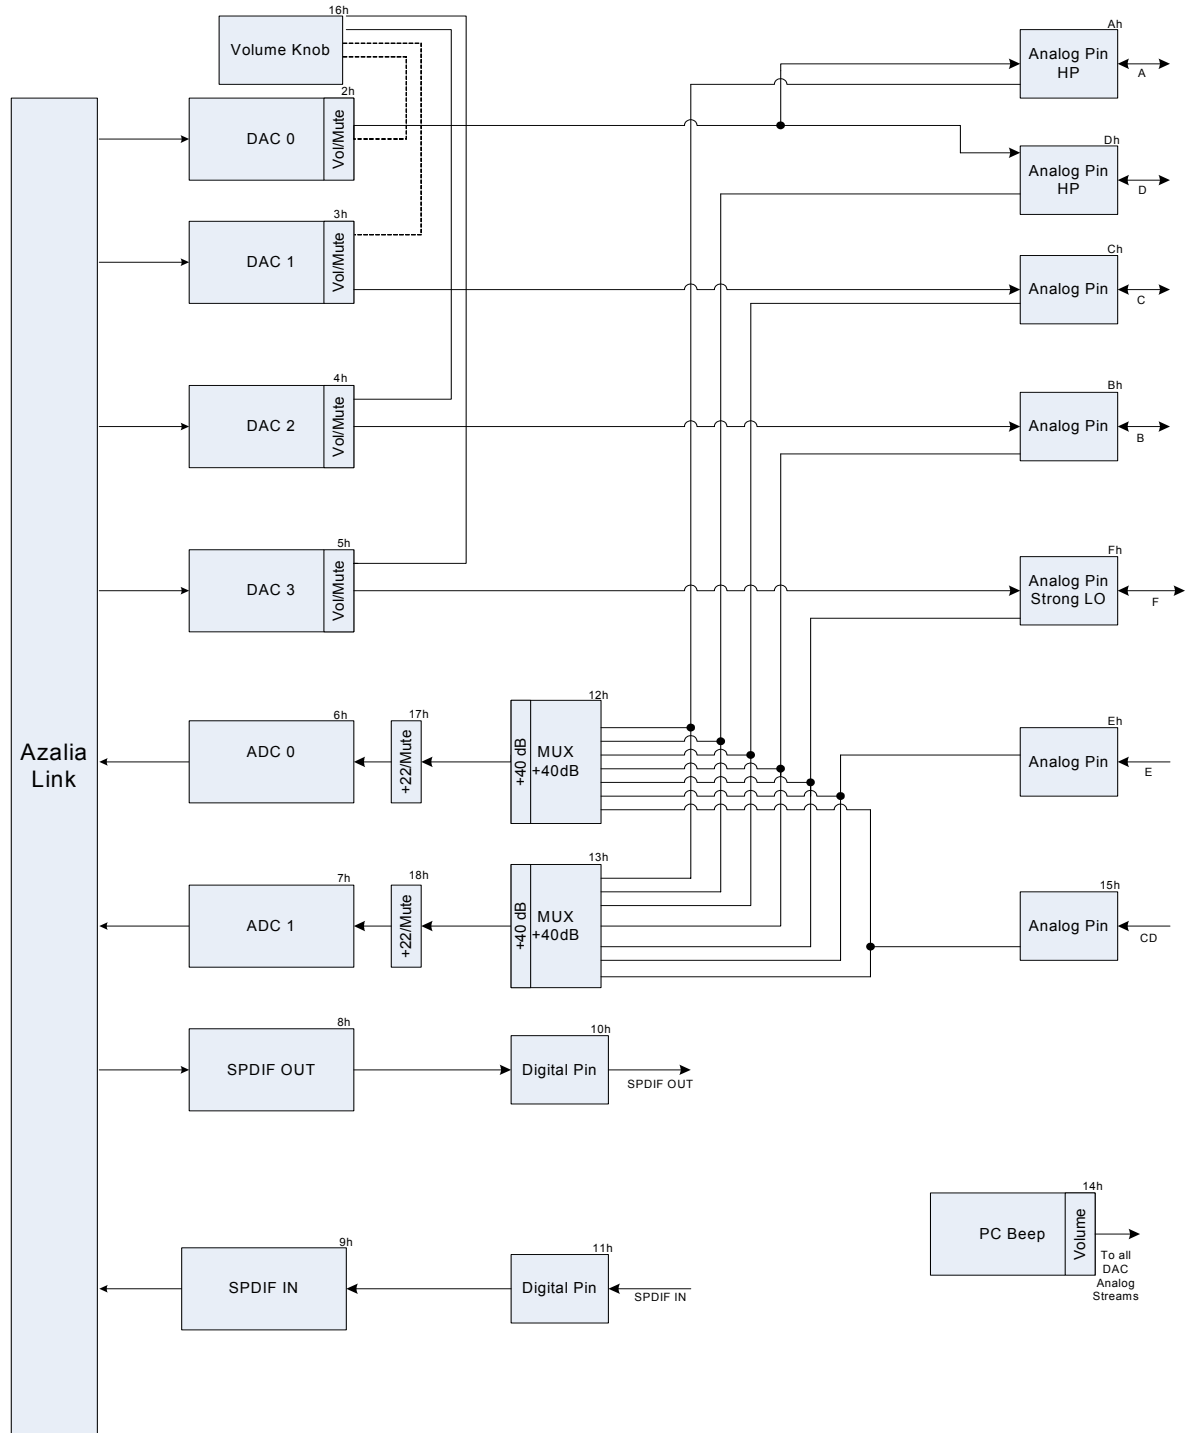 16h
Volume Knob
Ah
Analog Pin
HP
A
2h
DAC 0
Vol/Mute
Dh
Analog Pin
HP
D
3h
DAC 1
Vol/Mute
Ch
Analog Pin
C
4h
DAC 2
Vol/Mute
Bh
Analog Pin
B
5h
DAC 3
Vol/Mute
Fh
Analog Pin
Strong LO
F
Azalia
Link
6h
ADC 0
17h
+22/Mute
12h
+40 dB
MUX
+40dB
Eh
Analog Pin
E
7h
ADC 1
18h
+22/Mute
13h
+40 dB
MUX
+40dB
15h
Analog Pin
CD
8h
SPDIF OUT
10h
Digital Pin
SPDIF OUT
14h
PC Beep
Volume
To all
DAC
Analog
Streams
9h
SPDIF IN
11h
Digital Pin
SPDIF IN